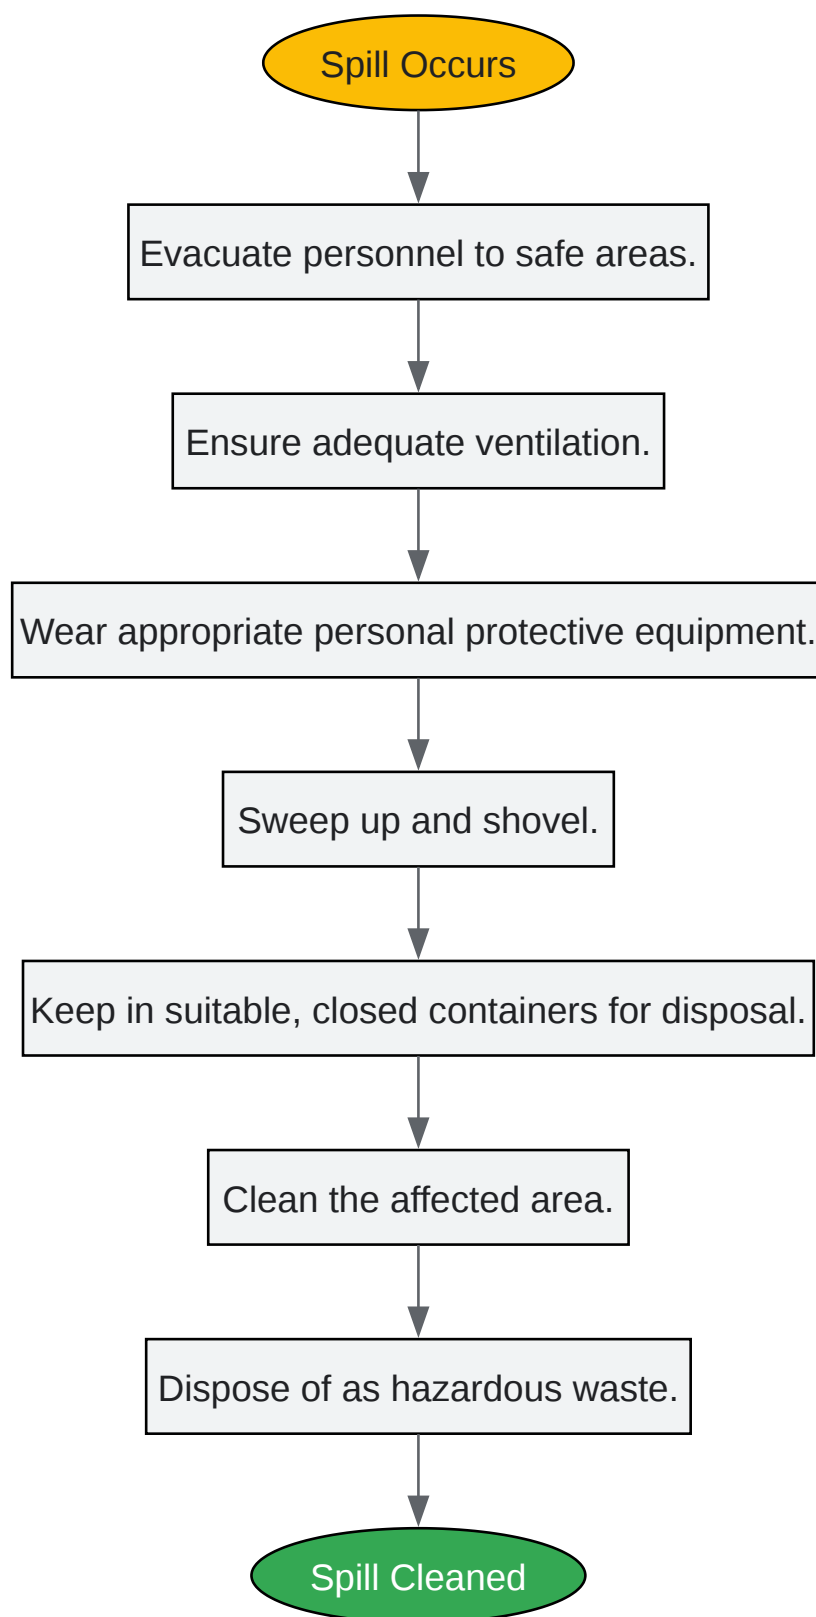 Spill Occurs
Evacuate personnel to safe areas.
Ensure adequate ventilation.
Wear appropriate personal protective equipment.
Sweep up and shovel.
Keep in suitable, closed containers for disposal.
Clean the affected area.
Dispose of as hazardous waste.
Spill Cleaned